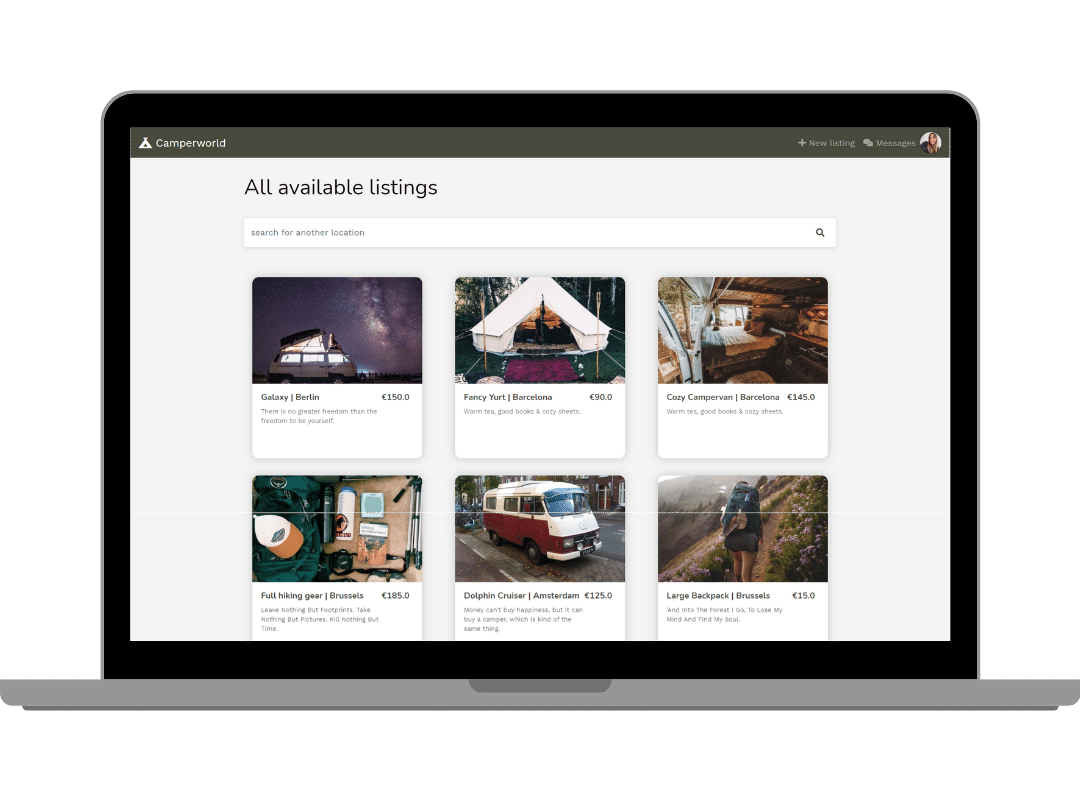 Camperworld
New listing
Messages
All available listings
search for another location
Galaxy | Berlin €150.0
There is no greater freedom than the
freedom to be yourself.
Fancy Yurt | Barcelona €90.0
Warm tea, good books & cozy sheets.
Cozy Campervan | Barcelona €145.0
Warm tea, good books & cozy sheets.
Full hiking gear | Brussels €185.0
Leave Nothing But Footprints. Take
Nothing But Pictures. Kill Nothing But
Time.
Dolphin Cruiser | Amsterdam €125.0
Money can't buy happiness, but it can
buy a camper, which is kind of the
same thing.
Large Backpack | Brussels €15.0
'And Into The Forest I Go, To Lose My
Mind And Find My Soul.